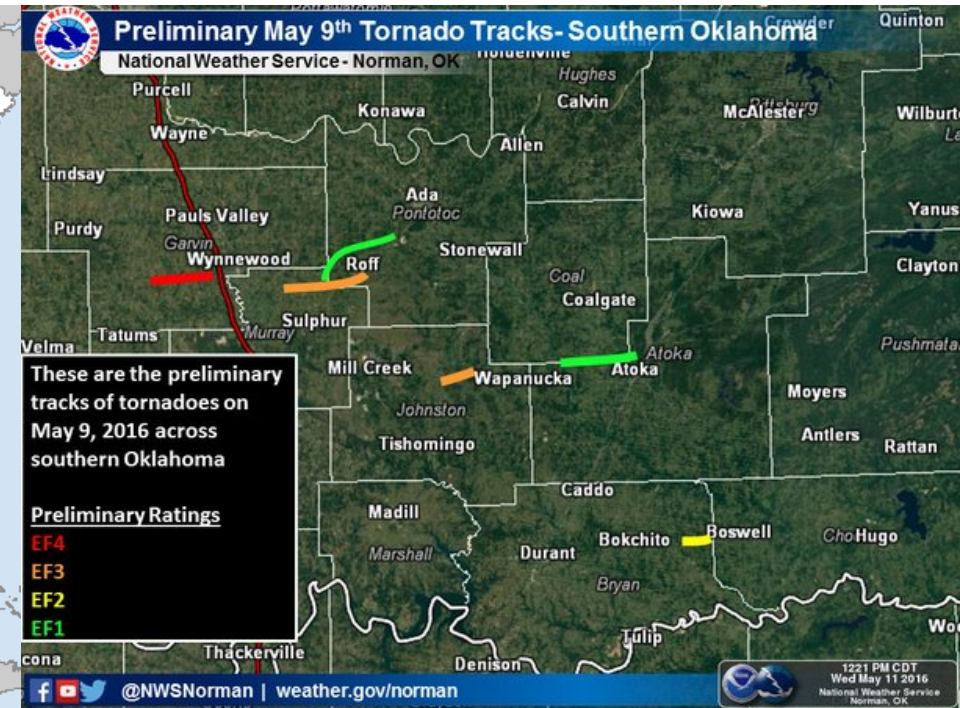 Preliminary May 9th Tornado Tracks- Southern Oklahoma
National Weather Service - Norman, OK
Crowder
Quinton
Holdenville
Hughes
Purcell
Konawa
Calvin
McAlester
Pittsburg
Wayne
Allen
Lindsay
Ada
Pontotoc
Kiowa
Pauls Valley
Purdy
Garvin
Stonewall
Wynnewood
Roff
Clayton
Coal
Coalgate
Sulphur
Tatums
Murray
Velma
Atoka
Mill Creek
Wapanucka
Atoka
Moyers
Johnston
Antlers
Tishomingo
Rattan
These are the preliminary
tracks of tornadoes on
May 9, 2016 across
southern Oklahoma
Preliminary Ratings
EF4
EF3
EF2
EF1
Caddo
Madill
Boswell
Bokchito
Hugo
Marshall
Durant
Bryan
Tulip
Thackerville
Denison
@NWSNorman | weather.gov/norman
1221 PM CDT
Wed May 11 2016
National Weather Service
Norman, OK